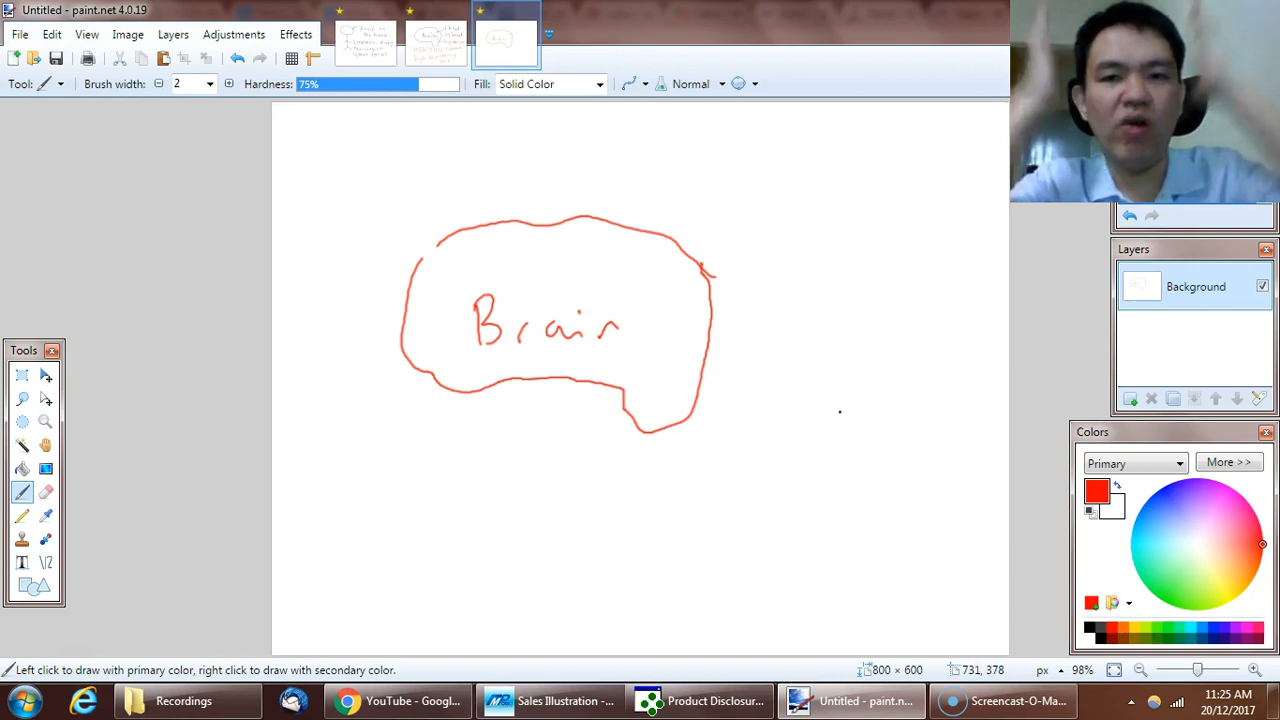 Untitled - paint.net 4.0.19
File Edit View Image Layers Adjustments Effects
Tool: Brush width: 2 Hardness: 75% Fill: Solid Color Normal
Brain
Layers
Background
Tools
Colors
Primary More >>
Left click to draw with primary color, right click to draw with secondary color. 800 × 600 731, 378 px 98%
Recordings YouTube - Googl... Sales Illustration -... Product Disclosur... Untitled - paint.n... Screencast-O-Ma... 11:25 AM
20/12/2017